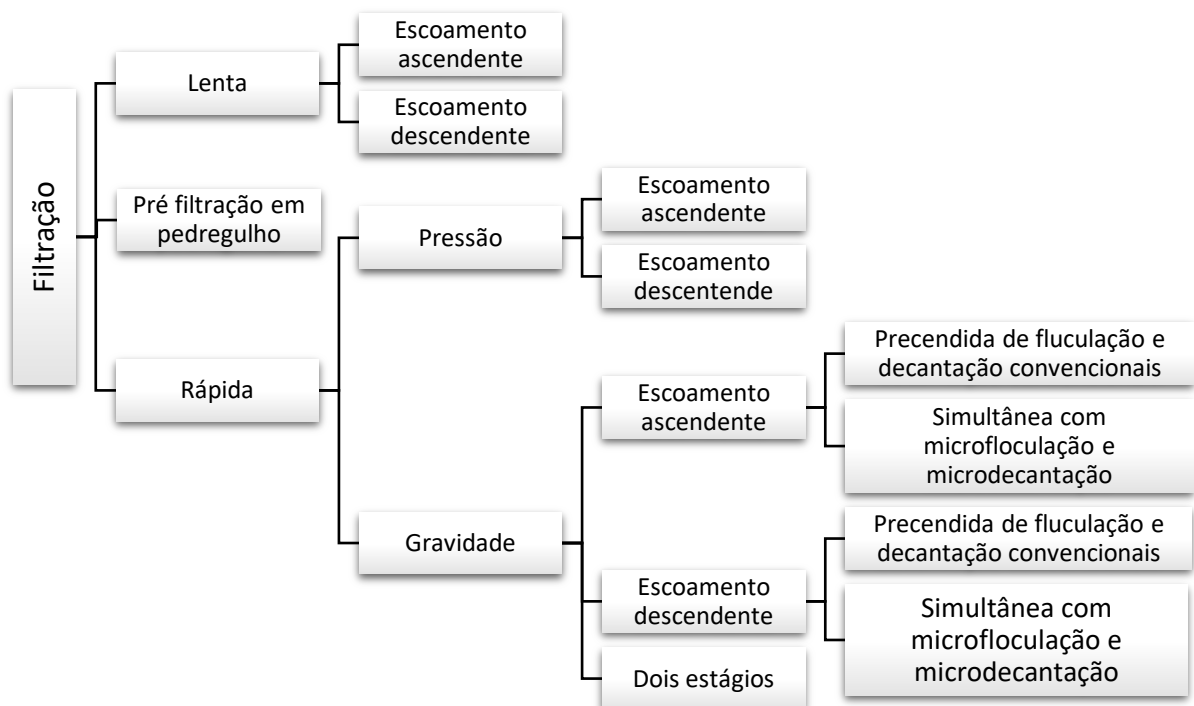 Filtração
Lenta
Escoamento
ascendente
Escoamento
descendente
Pré filtração em
pedregulho
Rápida
Pressão
Escoamento
ascendente
Escoamento
descentende
Gravidade
Escoamento
ascendente
Precendida de fluculação e
decantação convencionais
Simultânea com
microfloculação e
microdecantação
Escoamento
descendente
Precendida de fluculação e
decantação convencionais
Simultânea com
microfloculação e
microdecantação
Dois estágios